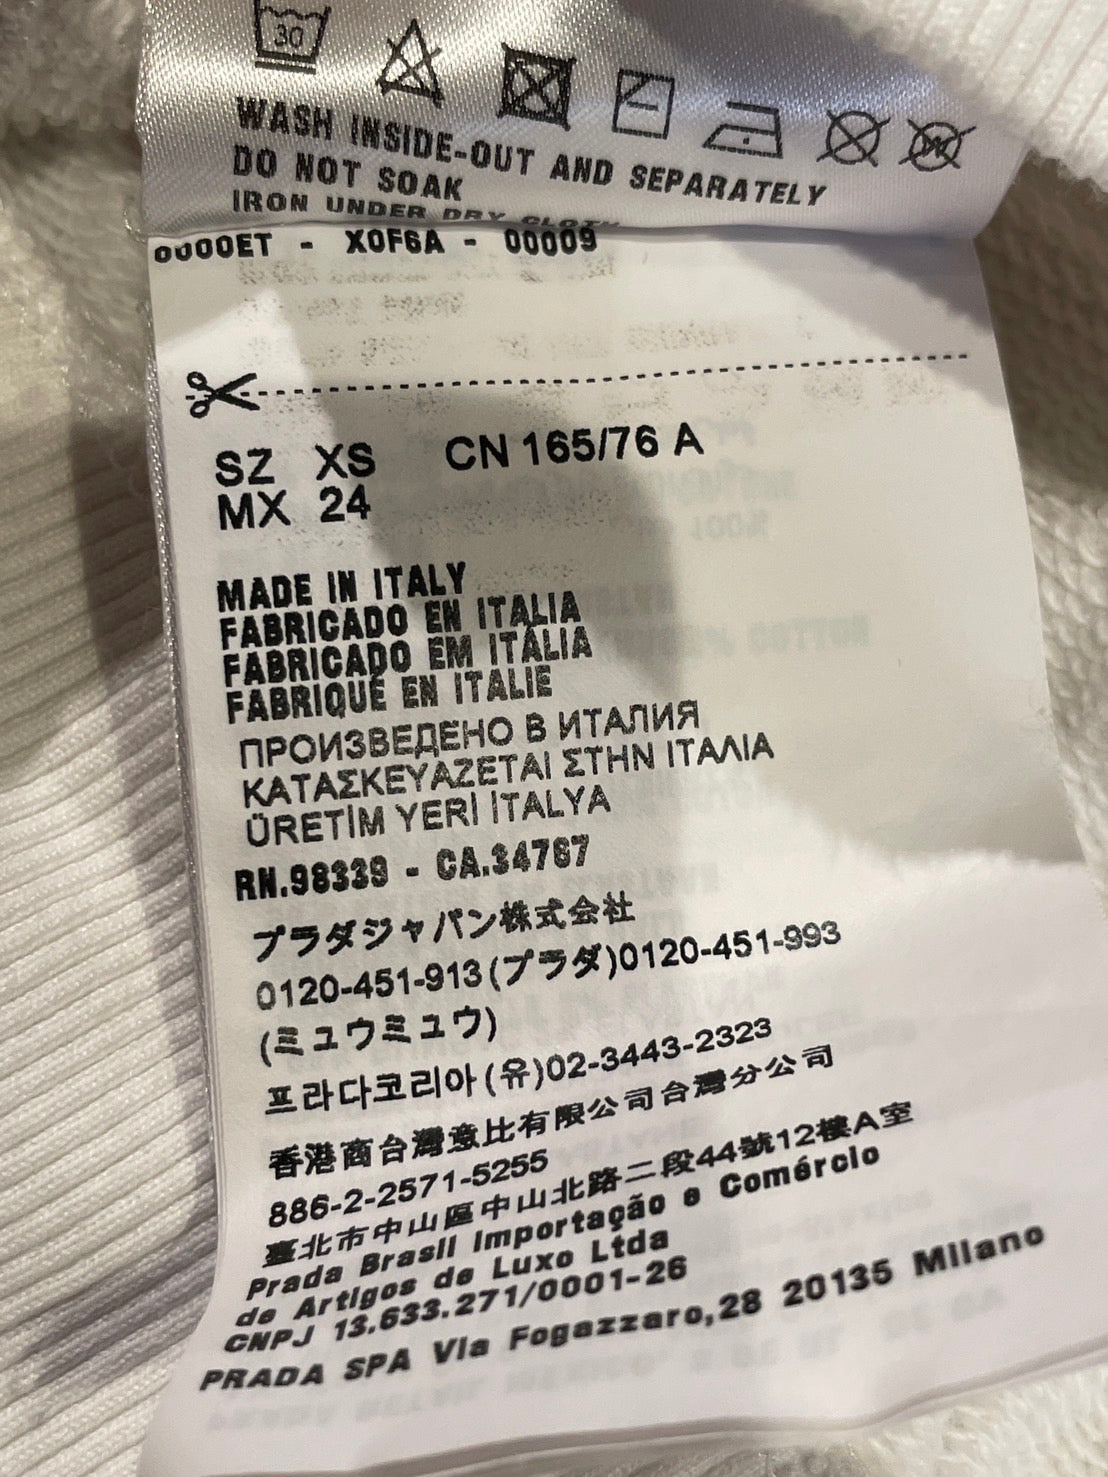 30
WASH INSIDE-OUT AND SEPARATELY
DO NOT SOAK
IRON UNDER DRY CLOTH
0000ET - X0F6A - 00009
SZ XS CN 165/76 A
MX 24
MADE IN ITALY
FABRICADO EN ITALIA
FABRICADO EM ITÁLIA
FABRIQUÉ EN ITALIE
ПРОИЗВЕДЕНО В ИТАЛИЯ
ΚΑΤΑΣΚΕΥΑΖΕΤΑΙ ΣΤΗΝ ΙΤΑΛΙΑ
ÜRETİM YERİ İTALYA
RN.98339 - CA.34767
プラダジャパン株式会社
0120-451-913(プラダ)0120-451-993
(ミュウミュウ)
프라다코리아(유)02-3443-2323
香港商台灣意比有限公司台灣分公司
886-2-2571-5255
臺北市中山區中山北路二段44號12樓A室
Prada Brasil Importação e Comércio
de Artigos de Luxo Ltda
CNPJ 13.633.271/0001-26
PRADA SPA Via Fogazzaro,28 20135 Milano